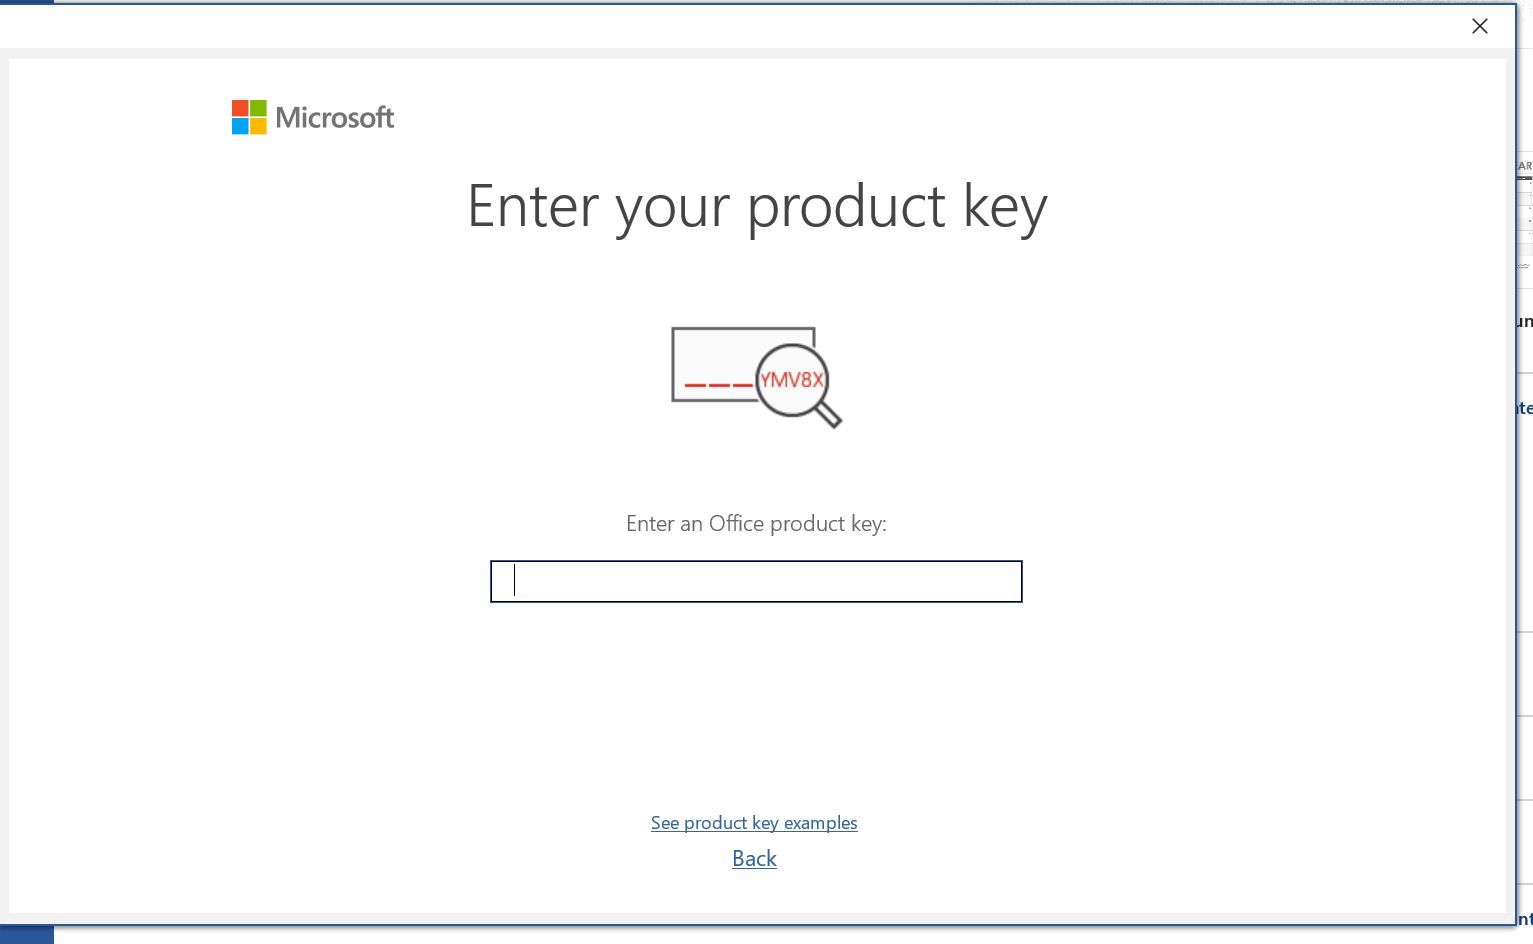 Microsoft
Enter your product key
YMV8X
Enter an Office product key:
See product key examples
Back